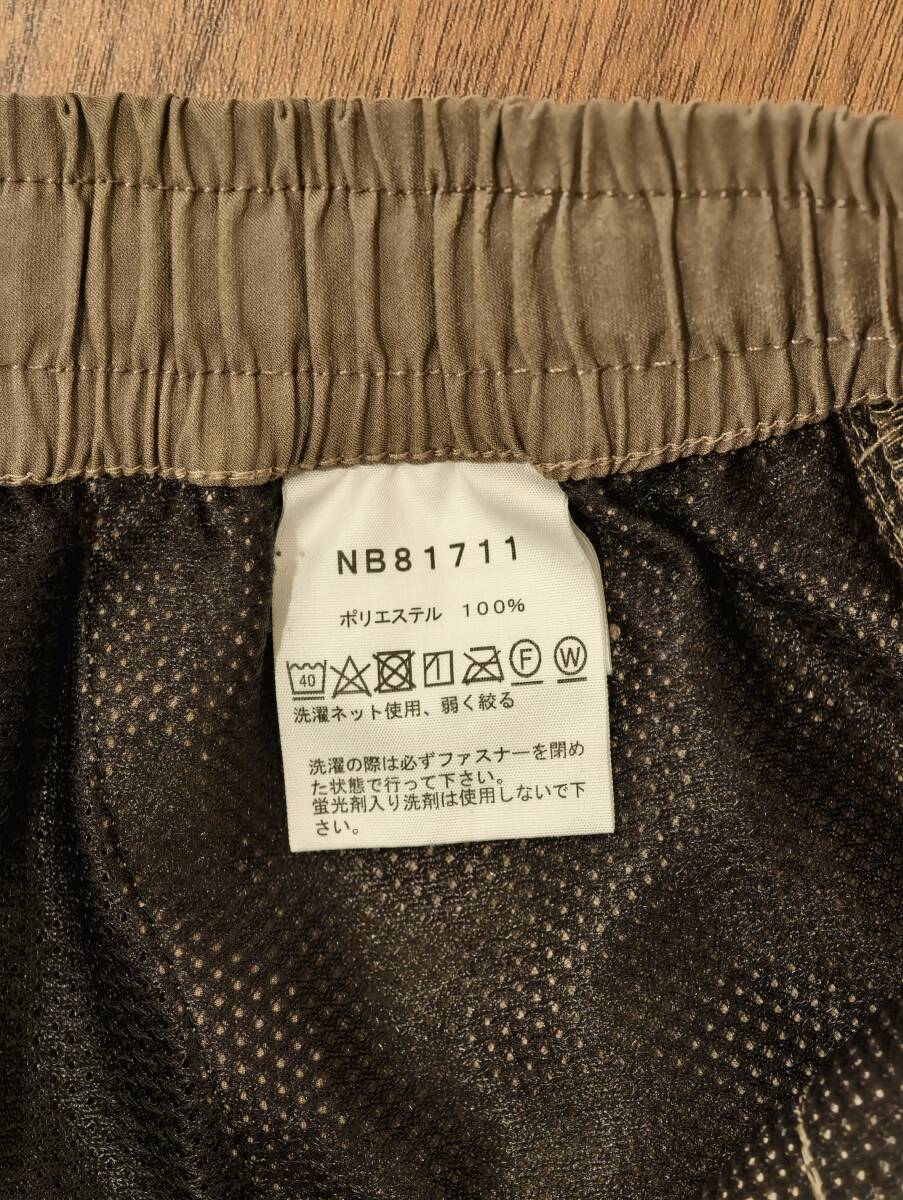 NB81711
ポリエステル 100%
40 F W
洗濯ネット使用、弱く絞る
洗濯の際は必ずファスナーを閉め
た状態で行って下さい。
蛍光剤入り洗剤は使用しないで下
さい。